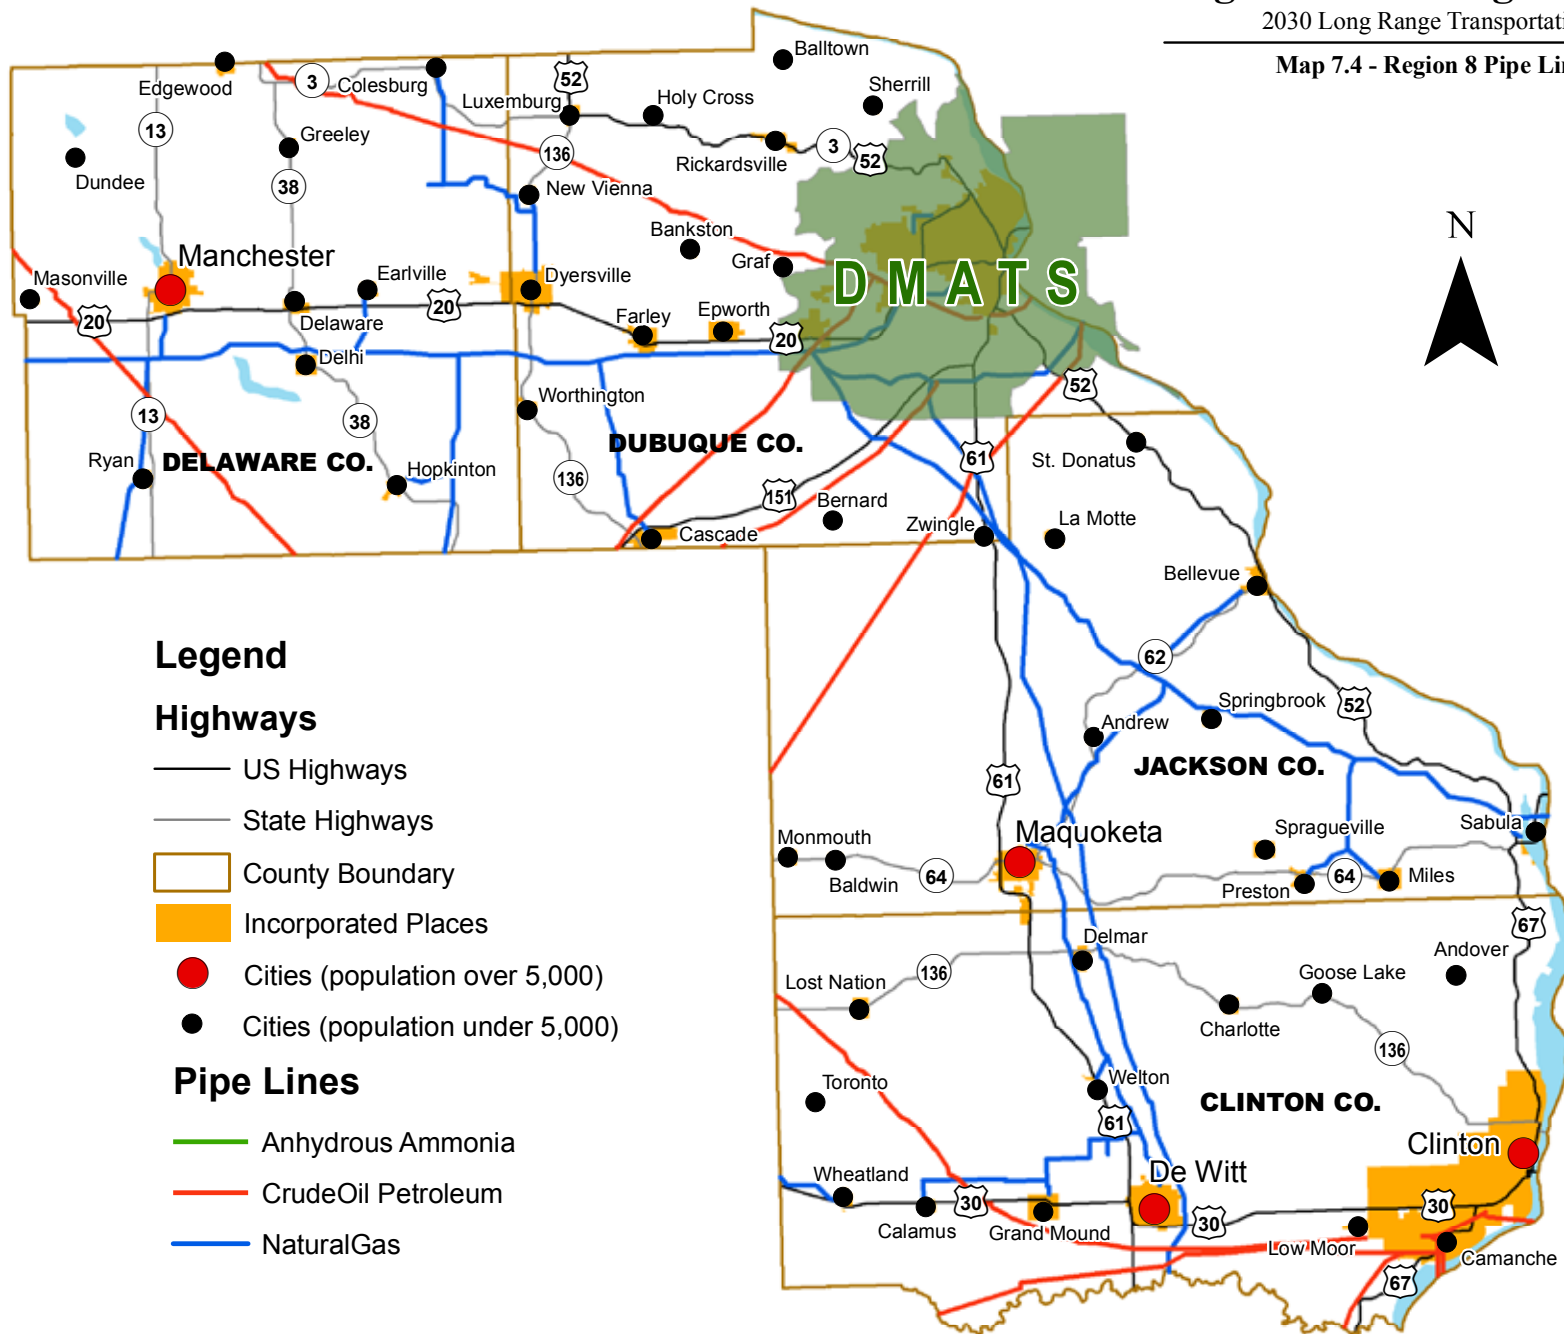 2030 Long Range Transportati
Map 7.4 - Region 8 Pipe Li
N
Balltown
Edgewood
3
Colesburg
52
Sherrill
Luxemburg
Holy Cross
13
Greeley
136
Rickardsville
3
52
Dundee
38
New Vienna
Bankston
Graf
Manchester
Masonville
Earlville
Dyersville
DMATS
20
Delaware
20
Farley
Epworth
20
Delhi
52
13
38
Worthington
DUBUQUE CO.
61
St. Donatus
Ryan
DELAWARE CO.
Hopkinton
136
151
Bernard
Zwingle
La Motte
Cascade
Bellevue
62
Springbrook
52
Andrew
JACKSON CO.
61
Maquoketa
Monmouth
Spragueville
Sabula
Baldwin
64
Preston
64
Miles
67
Delmar
Andover
Lost Nation
136
Goose Lake
Charlotte
136
Toronto
Welton
CLINTON CO.
61
Clinton
Wheatland
De Witt
30
30
30
Calamus
Grand Mound
Low Moor
Camanche
67
Legend
Highways
US Highways
State Highways
County Boundary
Incorporated Places
Cities (population over 5,000)
Cities (population under 5,000)
Pipe Lines
Anhydrous Ammonia
CrudeOil Petroleum
NaturalGas